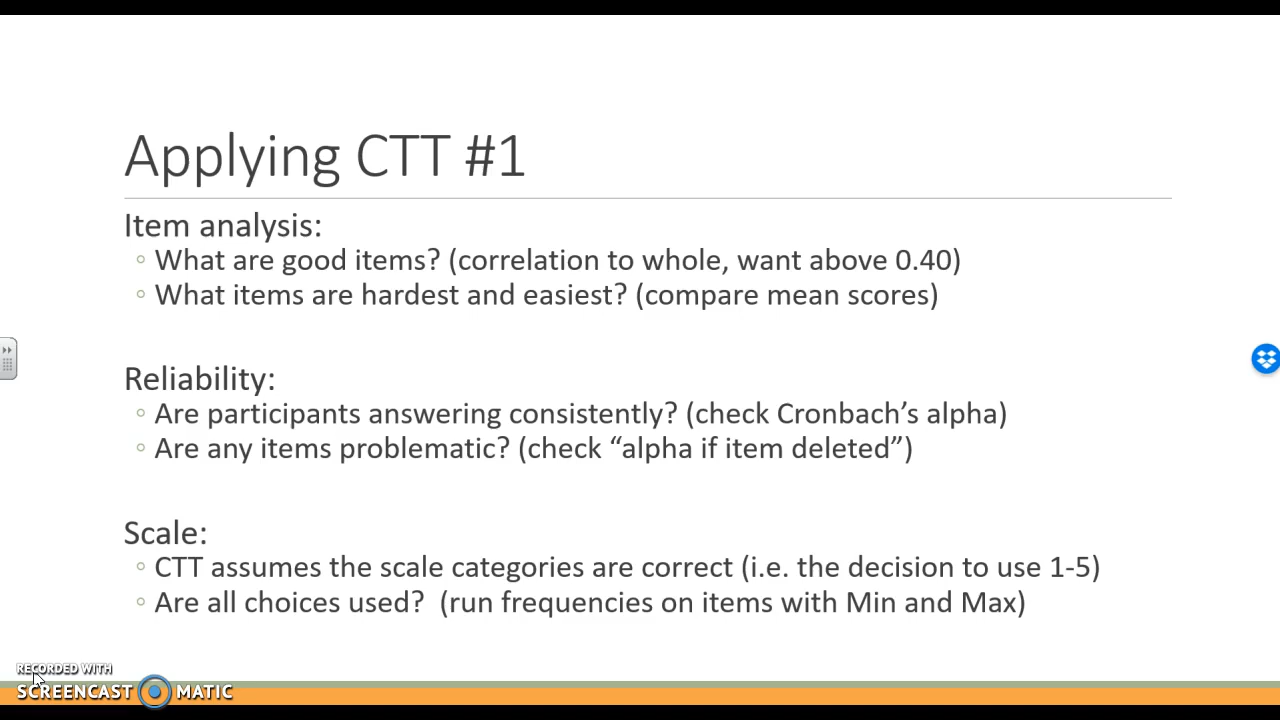 Applying CTT #1
Item analysis:
◦ What are good items? (correlation to whole, want above 0.40)
◦ What items are hardest and easiest? (compare mean scores)
Reliability:
◦ Are participants answering consistently? (check Cronbach’s alpha)
◦ Are any items problematic? (check “alpha if item deleted”)
Scale:
◦ CTT assumes the scale categories are correct (i.e. the decision to use 1-5)
◦ Are all choices used?  (run frequencies on items with Min and Max)
RECORDED WITH
SCREENCAST MATIC